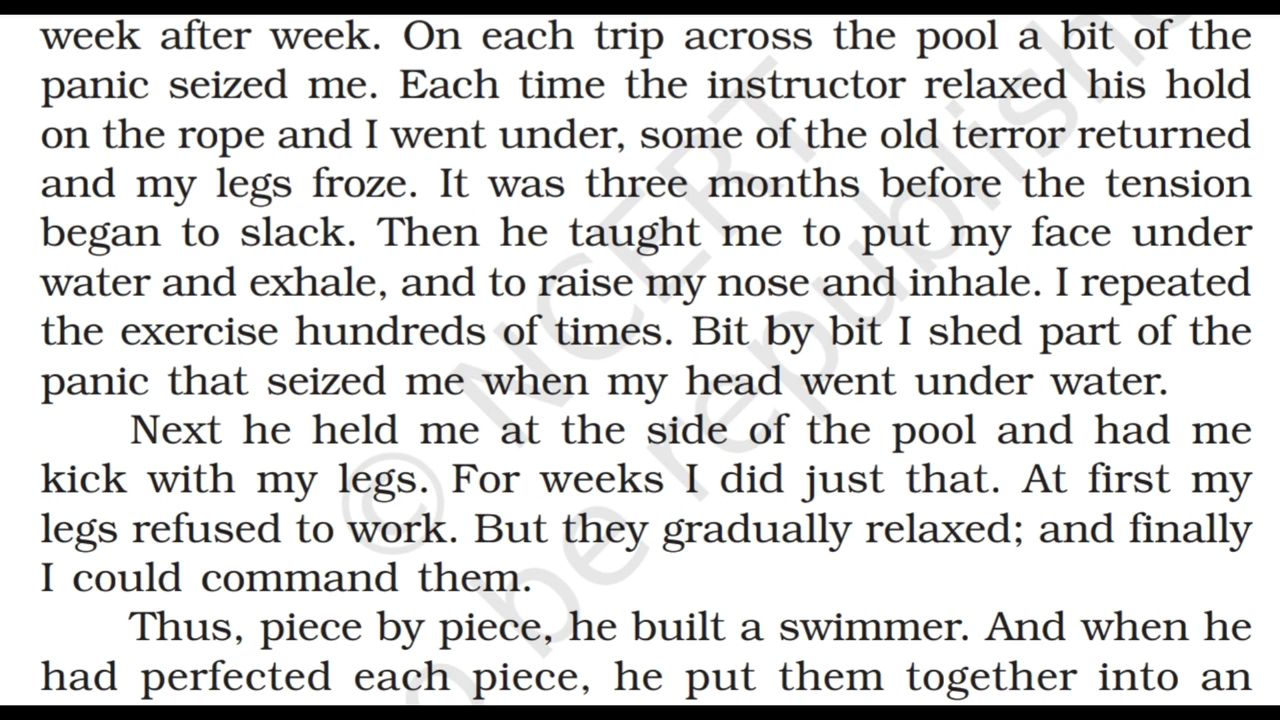 week after week. On each trip across the pool a bit of the
panic seized me. Each time the instructor relaxed his hold
on the rope and I went under, some of the old terror returned
and my legs froze. It was three months before the tension
began to slack. Then he taught me to put my face under
water and exhale, and to raise my nose and inhale. I repeated
the exercise hundreds of times. Bit by bit I shed part of the
panic that seized me when my head went under water.
Next he held me at the side of the pool and had me
kick with my legs. For weeks I did just that. At first my
legs refused to work. But they gradually relaxed; and finally
I could command them.
Thus, piece by piece, he built a swimmer. And when he
had perfected each piece, he put them together into an
© NCERT
be republishe